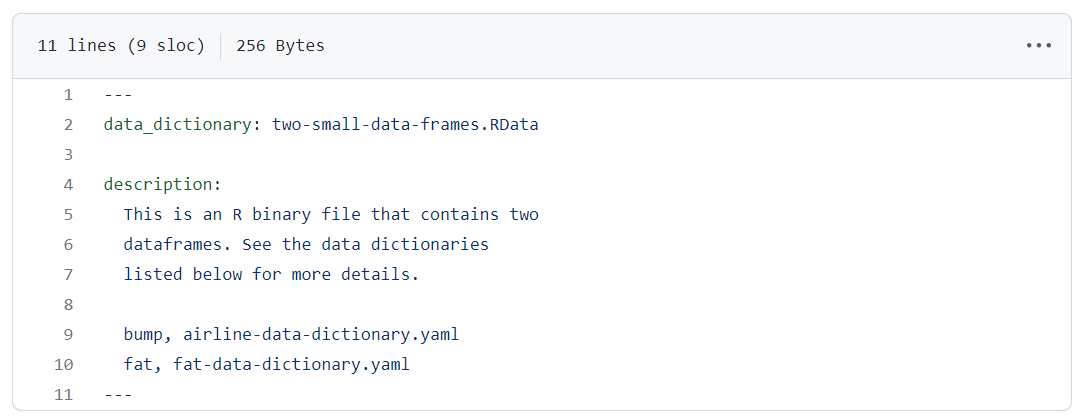 11 lines (9 sloc) 256 Bytes
1 ---
2 data_dictionary: two-small-data-frames.RData
3
4 description:
5   This is an R binary file that contains two
6   dataframes. See the data dictionaries
7   listed below for more details.
8
9   bump, airline-data-dictionary.yaml
10   fat, fat-data-dictionary.yaml
11 ---